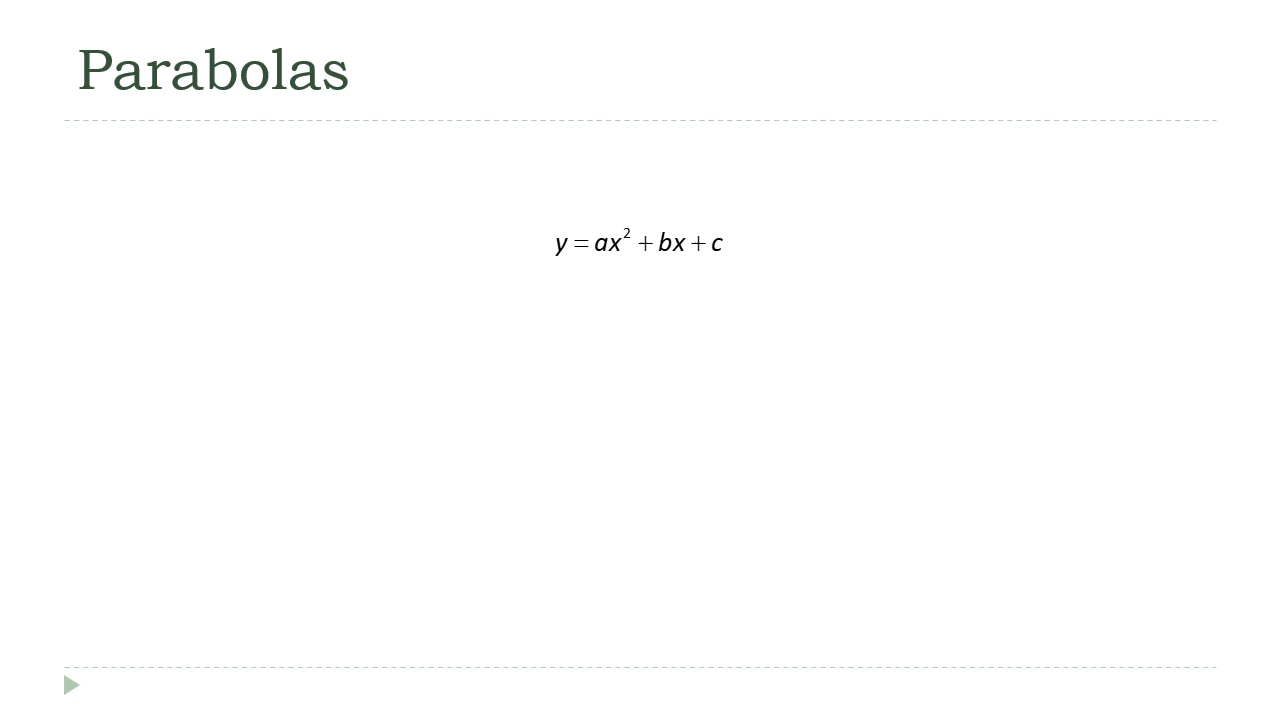 Parabolas
y = ax² + bx + c